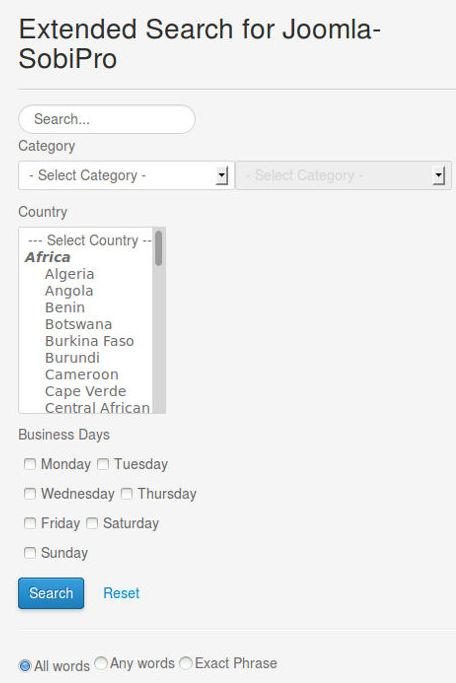 Extended Search for Joomla-
SobiPro
Search...
Category
- Select Category - - Select Category -
Country
--- Select Country --
Africa
Algeria
Angola
Benin
Botswana
Burkina Faso
Burundi
Cameroon
Cape Verde
Central African
Business Days
Monday Tuesday
Wednesday Thursday
Friday Saturday
Sunday
Search Reset
All words Any words Exact Phrase